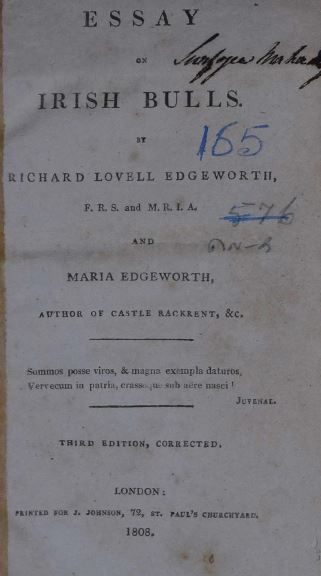 ESSAY
ON
IRISH BULLS.
BY
165
RICHARD LOVELL EDGEWORTH,
F. R. S. and M. R. I. A.
576
AND
MARIA EDGEWORTH,
AUTHOR OF CASTLE RACKRENT, &c.
Summos posse viros, & magna exempla daturos,
Vervecum in patria, crassoque sub aëre nasci!
JUVENAL.
THIRD EDITION, CORRECTED.
LONDON:
PRINTED FOR J. JOHNSON, 72, ST. PAUL'S CHURCHYARD.
1808.